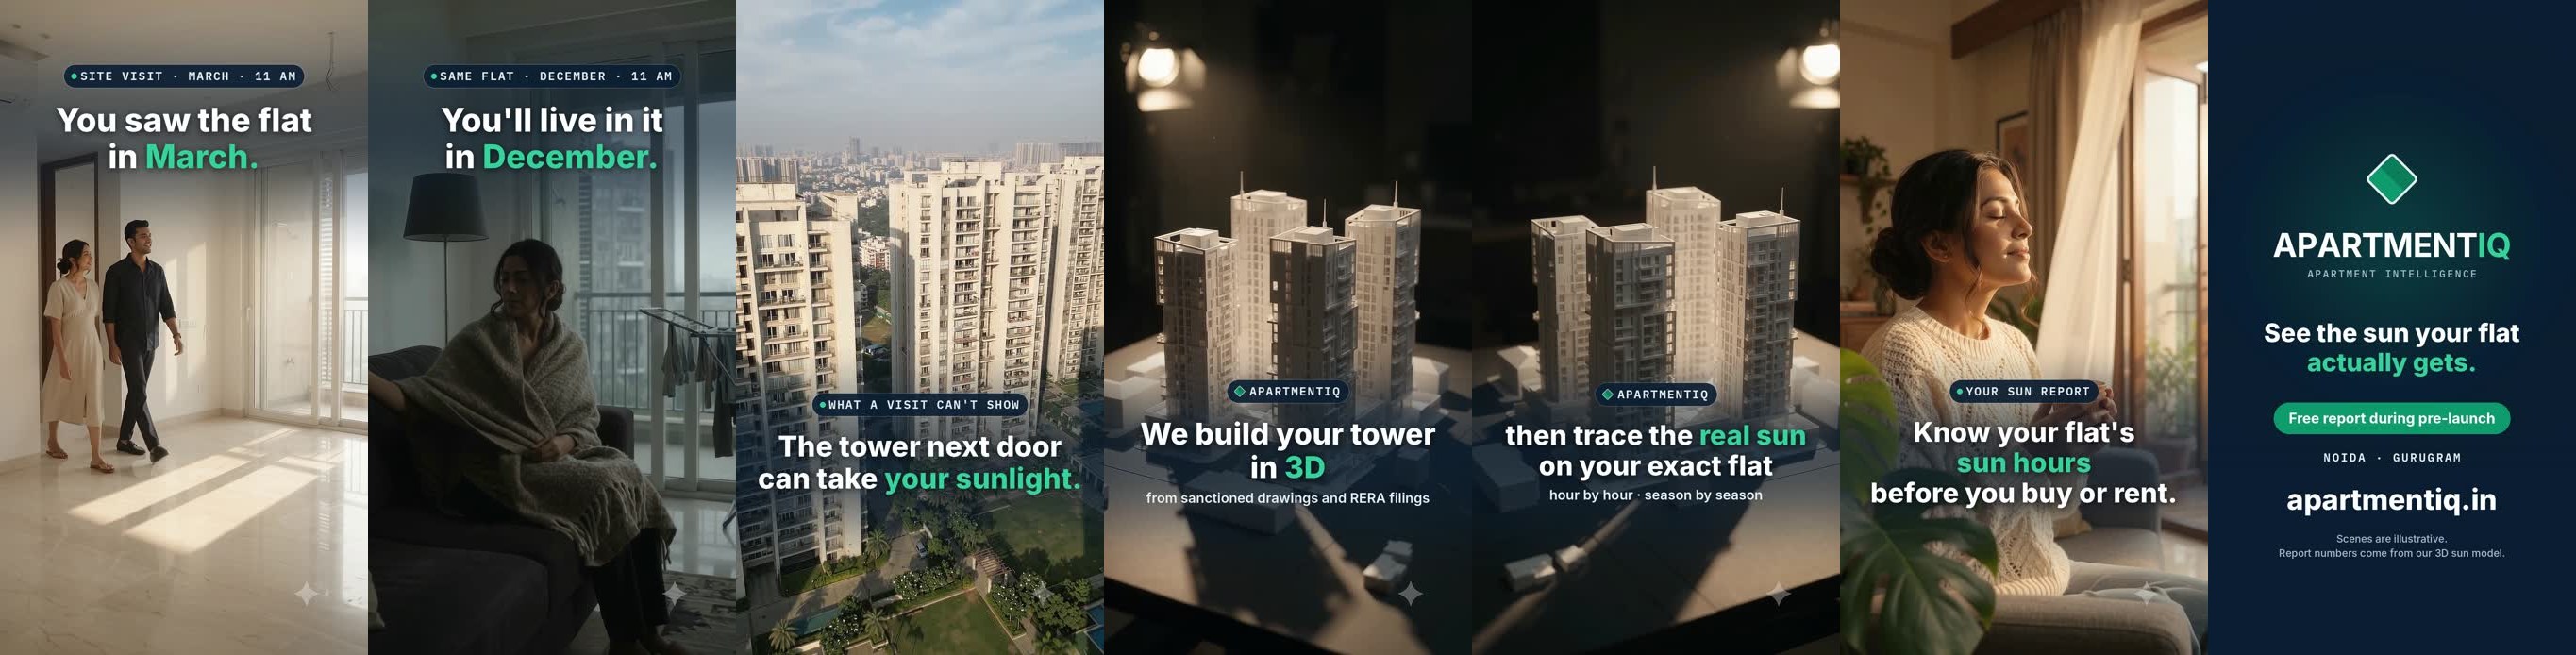 SITE VISIT · MARCH · 11 AM
You saw the flat
in March.
SAME FLAT · DECEMBER · 11 AM
You'll live in it
in December.
WHAT A VISIT CAN'T SHOW
The tower next door
can take your sunlight.
APARTMENTIQ
We build your tower
in 3D
from sanctioned drawings and RERA filings
APARTMENTIQ
then trace the real sun
on your exact flat
hour by hour · season by season
YOUR SUN REPORT
Know your flat's
sun hours
before you buy or rent.
APARTMENTIQ
APARTMENT INTELLIGENCE
See the sun your flat
actually gets.
Free report during pre-launch
NOIDA · GURUGRAM
apartmentiq.in
Scenes are illustrative.
Report numbers come from our 3D sun model.